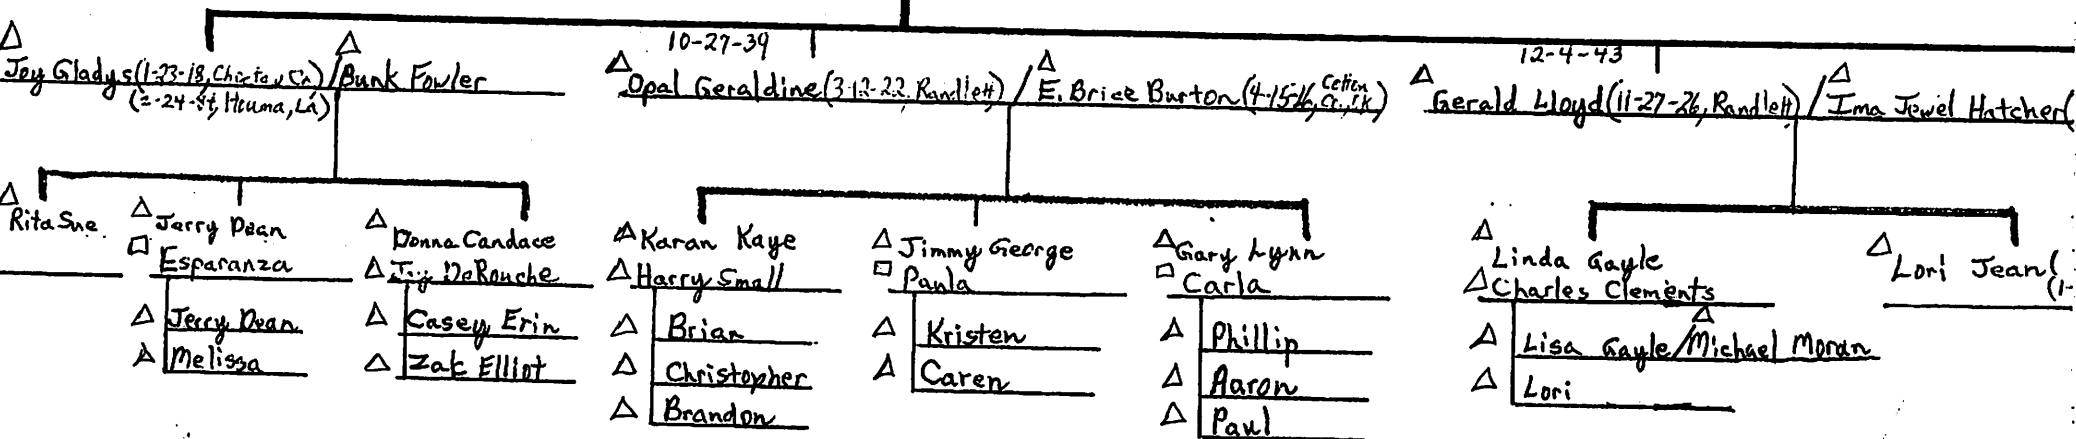 10-27-39
12-4-43
Joy Gladys(1-23-18, Choctaw Co) / Bunk Fowler
(2-24-84, Houma, La)
Opal Geraldine(3-12-22, Randlett) / E. Brice Burton(4-15-16, Cotton Co., Ok)
Gerald Lloyd(11-27-26, Randlett) / Ima Jewel Hatcher(
Rita Sue
Jerry Dean
Esparanza
Jerry Dean
Melissa
Donna Candace
DeRouche
Casey Erin
Zak Elliot
Karan Kaye
Harry Small
Brian
Christopher
Brandon
Jimmy George
Paula
Kristen
Caren
Gary Lynn
Carla
Phillip
Aaron
Paul
Linda Gayle
Charles Clements
Lisa Gayle/Michael Moran
Lori
Lori Jean(
(1-